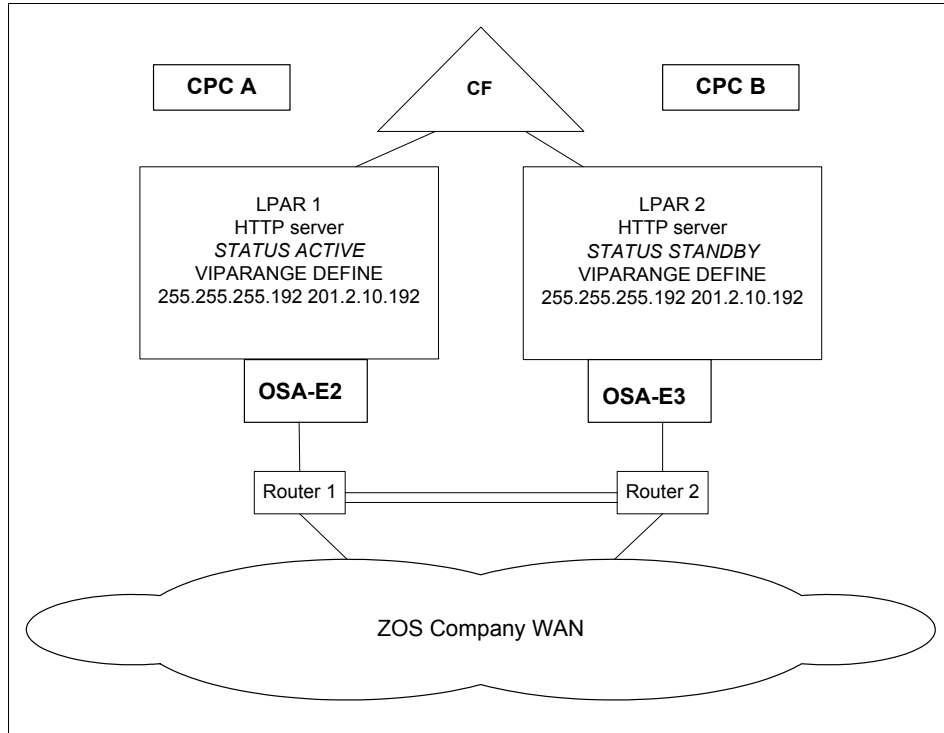 CPC A
CF
CPC B
LPAR 1
HTTP server
STATUS ACTIVE
VIPARANGE DEFINE
255.255.255.192 201.2.10.192
LPAR 2
HTTP server
STATUS STANDBY
VIPARANGE DEFINE
255.255.255.192 201.2.10.192
OSA-E2
OSA-E3
Router 1
Router 2
ZOS Company WAN